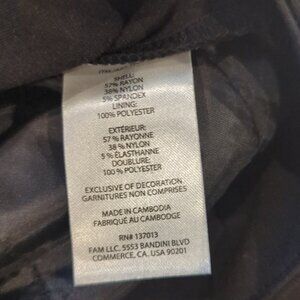 SHELL:
57% RAYON
38% NYLON
5% SPANDEX
LINING:
100% POLYESTER
EXTÉRIEUR:
57 % RAYONNE
38 % NYLON
5 % ÉLASTHANNE
DOUBLURE:
100 % POLYESTER
EXCLUSIVE OF DECORATION
GARNITURES NON COMPRISES
MADE IN CAMBODIA
FABRIQUÉ AU CAMBODGE
RN# 137013
FAM LLC, 5553 BANDINI BLVD
COMMERCE, CA. USA 90201